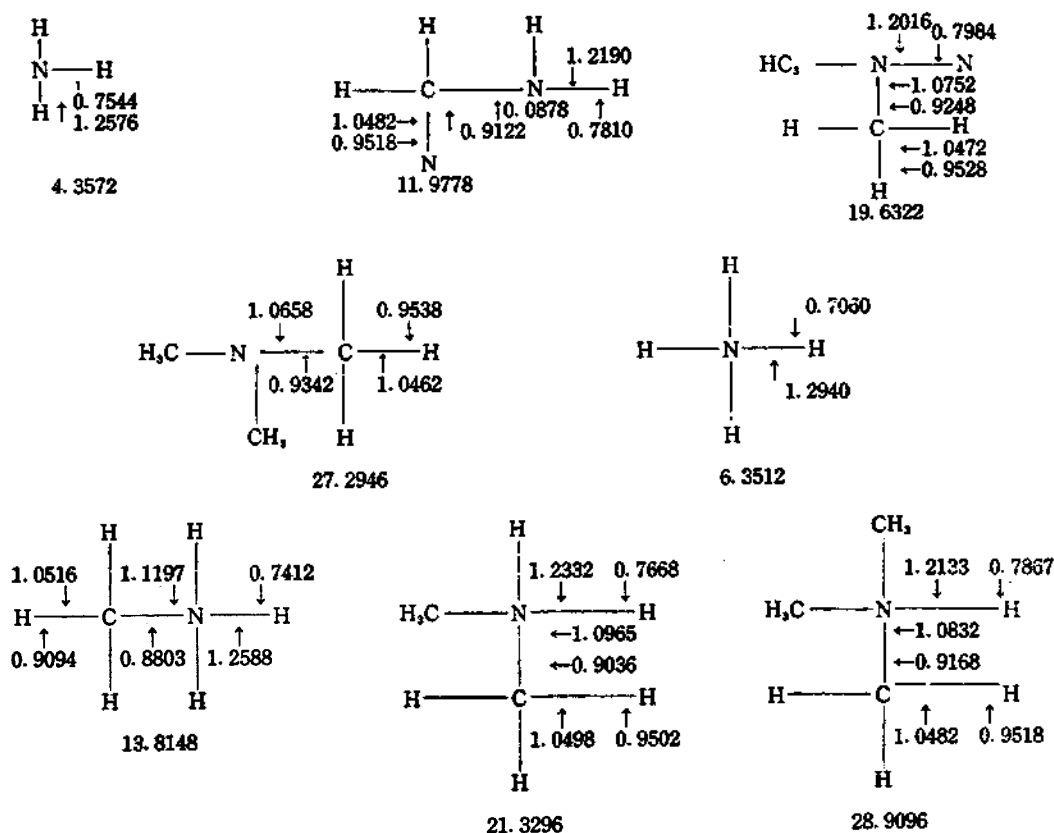 H
N H
H 0.7544
1.2576
4.3572
H H
1.2190
H C N H
0.0878
1.0482 0.9122 0.7810
0.9518
N
11.9778
1.2016 0.7984
HC₃ N N
1.0752
0.9248
H C H
1.0472
0.9528
H
19.6322
H
1.0658 0.9538
H₃C N C H
0.9342 1.0462
CH₃ H
27.2946
H
0.7060
H N H
1.2940
H
6.3512
H H
1.0516 1.1197 0.7412
H C N H
0.9094 0.8803 1.2588
H H
13.8148
H
1.2332 0.7668
H₃C N H
1.0965
0.9036
H C H
1.0498 0.9502
H
21.3296
CH₃
1.2133 0.7867
H₃C N H
1.0832
0.9168
H C H
1.0482 0.9518
H
28.9096